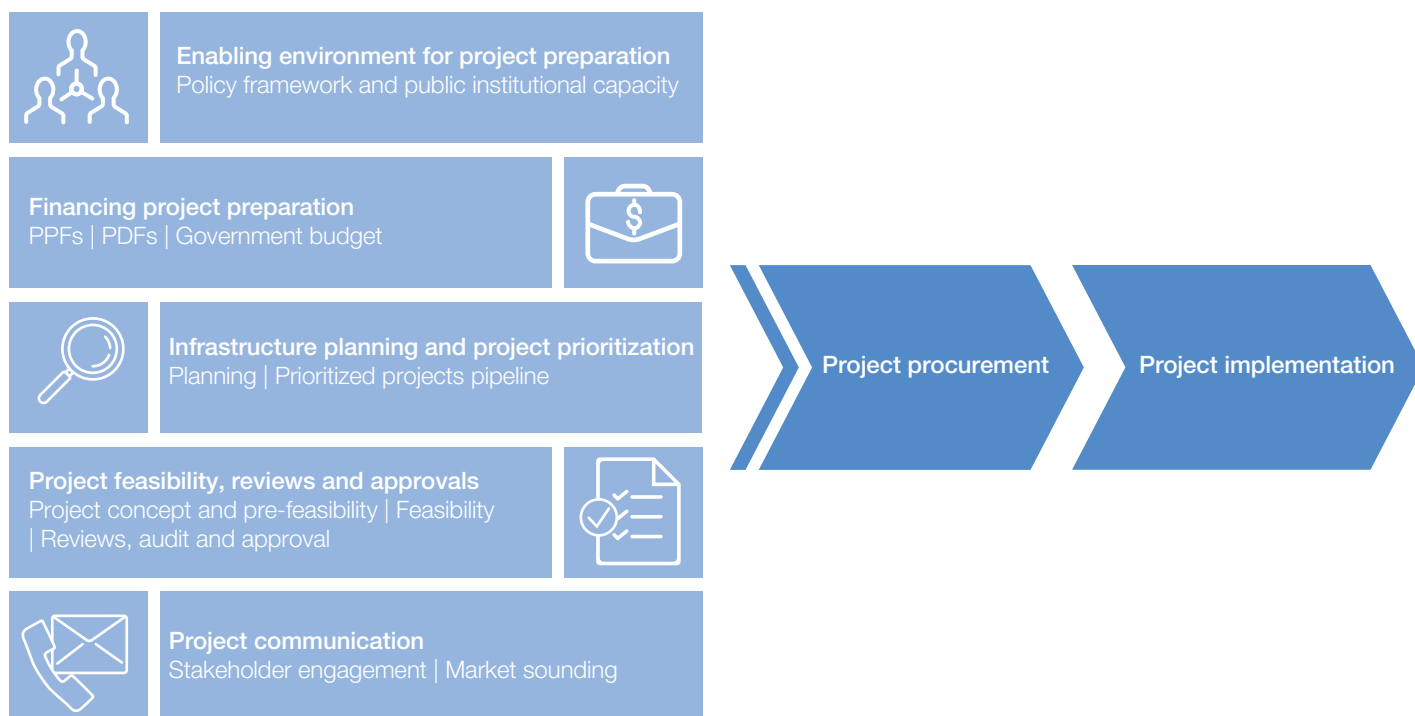 Enabling environment for project preparation
Policy framework and public institutional capacity
Financing project preparation
PPFs | PDFs | Government budget
$
Infrastructure planning and project prioritization
Planning | Prioritized projects pipeline
Project feasibility, reviews and approvals
Project concept and pre-feasibility | Feasibility
| Reviews, audit and approval
Project communication
Stakeholder engagement | Market sounding
Project procurement
Project implementation